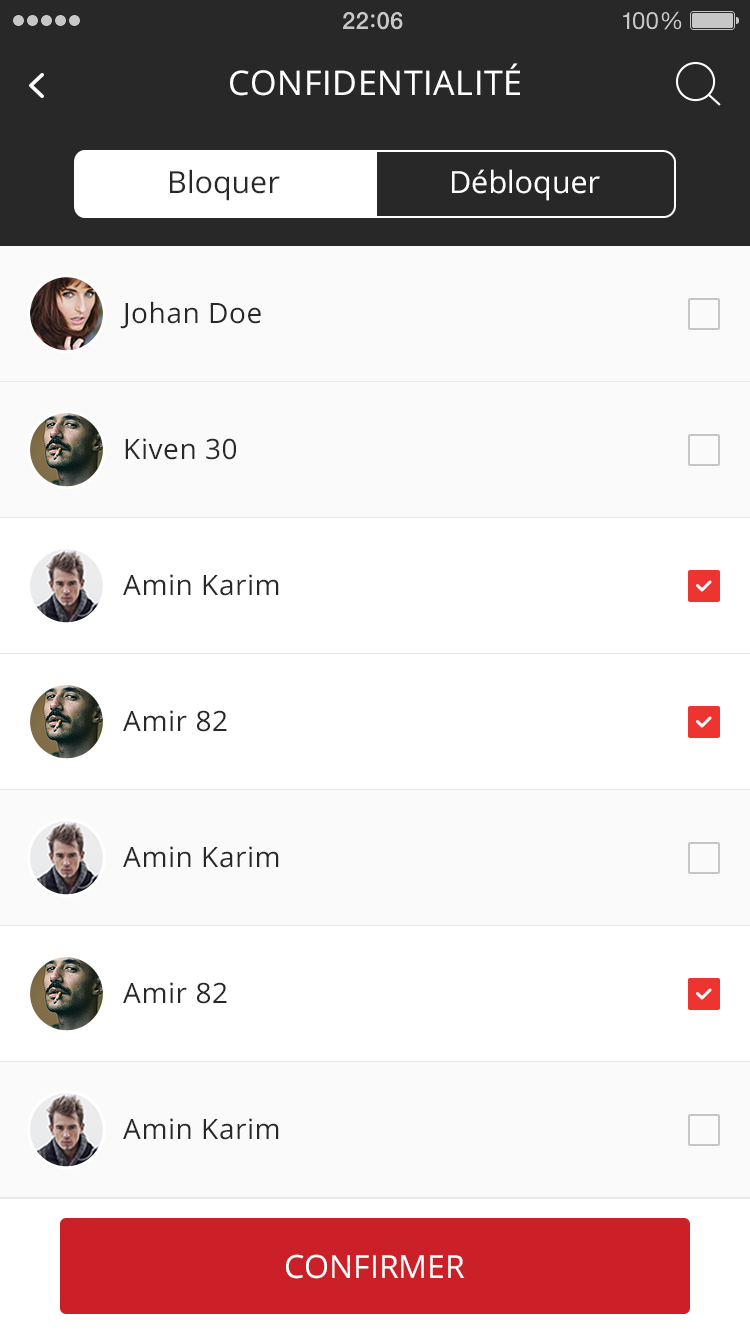 22:06
100%
CONFIDENTIALITÉ
Bloquer
Débloquer
Johan Doe
Kiven 30
Amin Karim
Amir 82
Amin Karim
Amir 82
Amin Karim
CONFIRMER